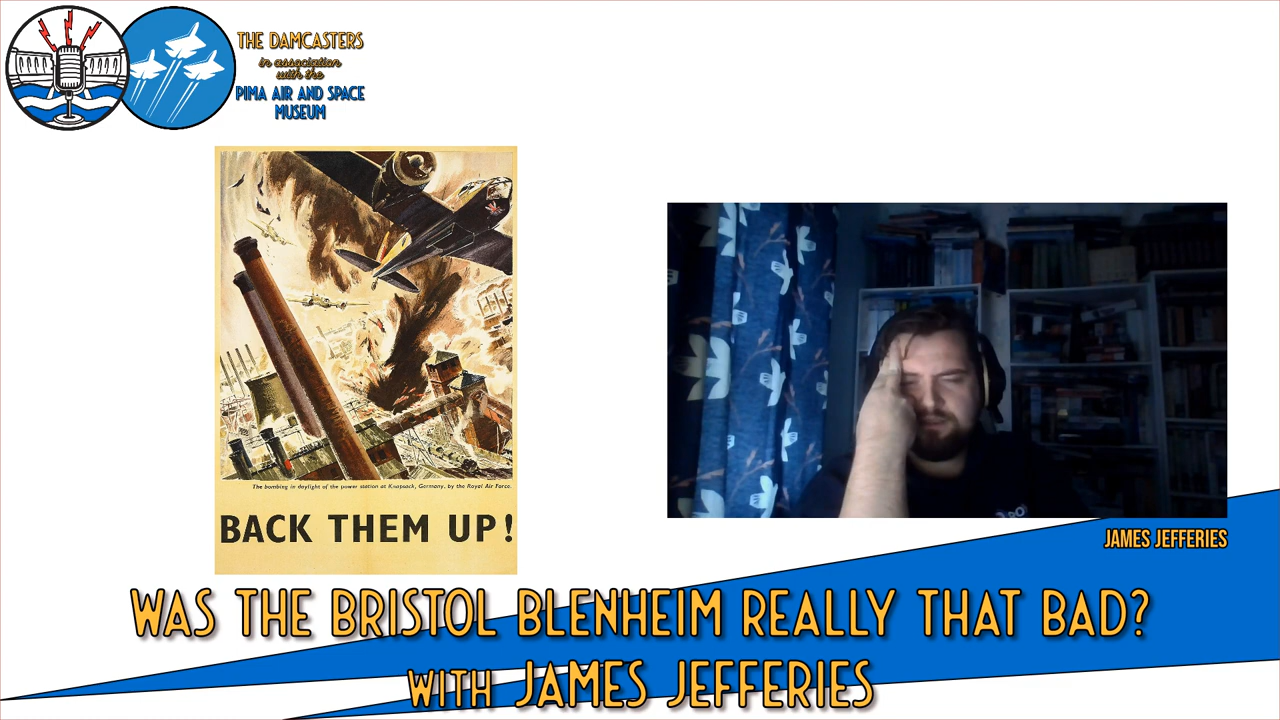 THE DAMCASTERS
in association
with the
PIMA AIR AND SPACE
MUSEUM
The bombing in daylight of the power station at Knapsack, Germany, by the Royal Air Force.
BACK THEM UP!
JAMES JEFFERIES
WAS THE BRISTOL BLENHEIM REALLY THAT BAD?
WITH JAMES JEFFERIES